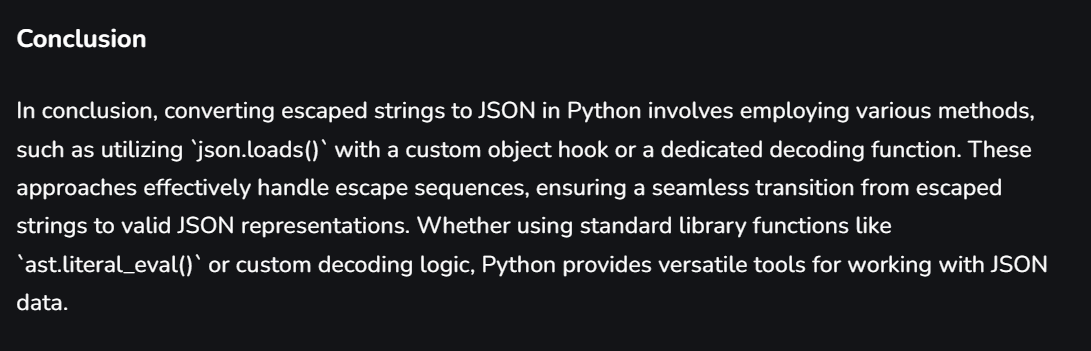 Conclusion
In conclusion, converting escaped strings to JSON in Python involves employing various methods,
such as utilizing `json.loads()` with a custom object hook or a dedicated decoding function. These
approaches effectively handle escape sequences, ensuring a seamless transition from escaped
strings to valid JSON representations. Whether using standard library functions like
`ast.literal_eval()` or custom decoding logic, Python provides versatile tools for working with JSON
data.